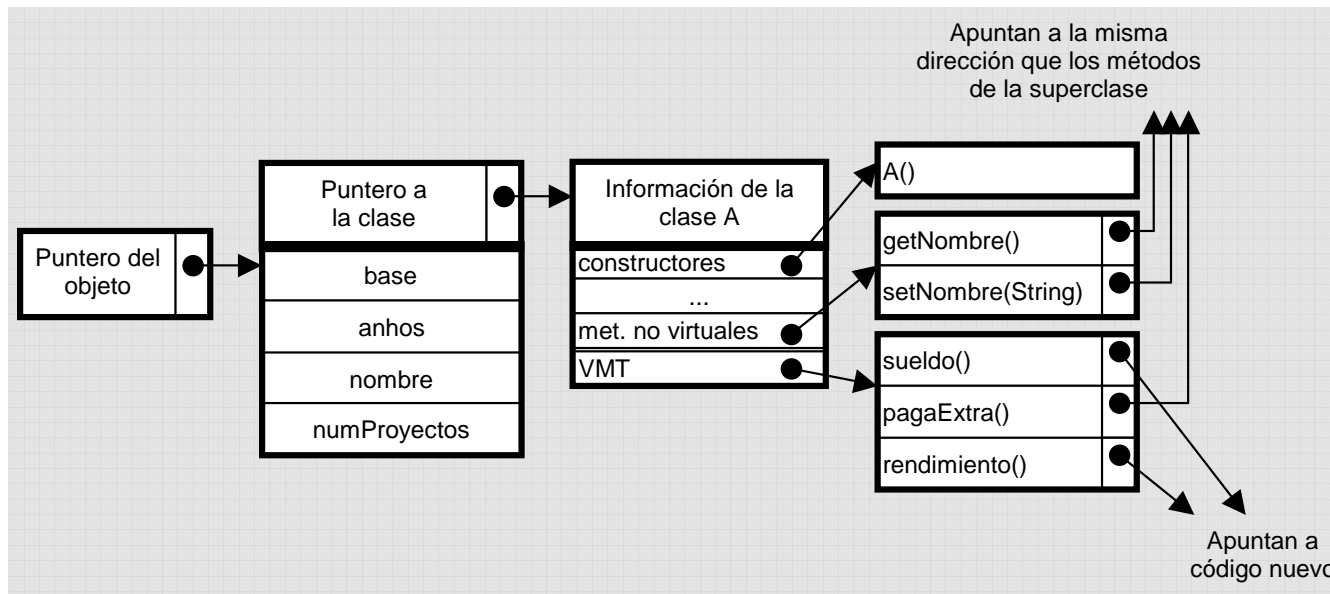 Apuntan a la misma
dirección que los métodos
de la superclase
Puntero del
objeto
Puntero a
la clase
base
anhos
nombre
numProyectos
Información de la
clase A
constructores
...
met. no virtuales
VMT
A()
getNombre()
setNombre(String)
sueldo()
pagaExtra()
rendimiento()
Apuntan a
código nuevo